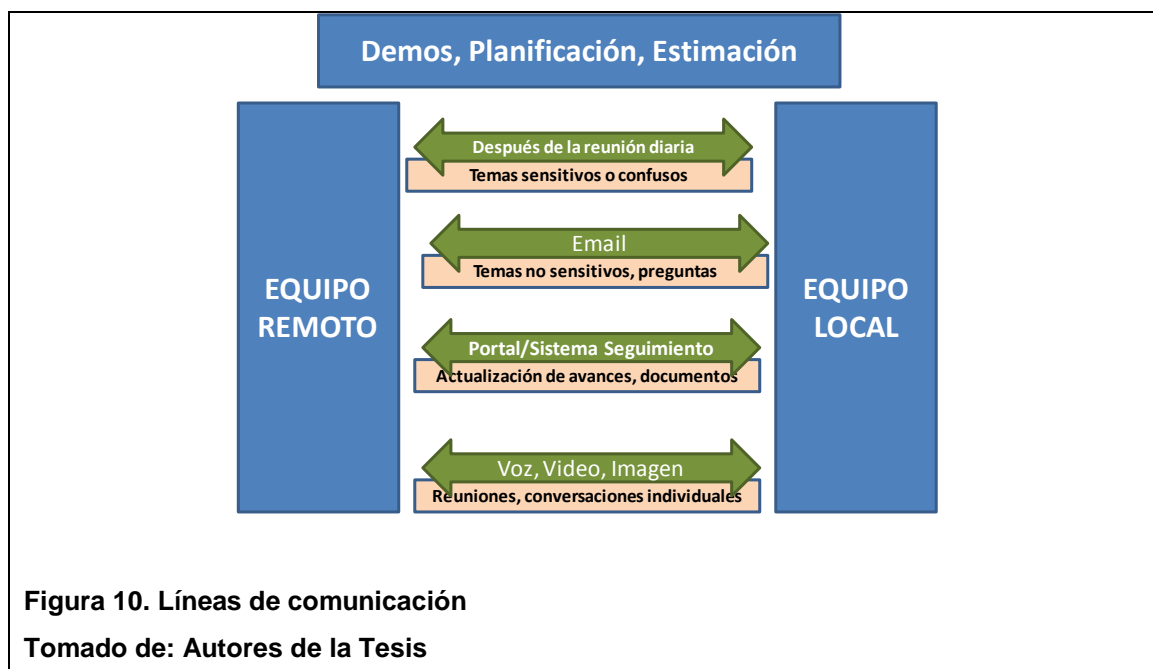 Demos, Planificación, Estimación
EQUIPO
REMOTO
Después de la reunión diaria
Temas sensitivos o confusos
Email
Temas no sensitivos, preguntas
Portal/Sistema Seguimiento
Actualización de avances, documentos
Voz, Video, Imagen
Reuniones, conversaciones individuales
EQUIPO
LOCAL
Figura 10. Líneas de comunicación
Tomado de: Autores de la Tesis